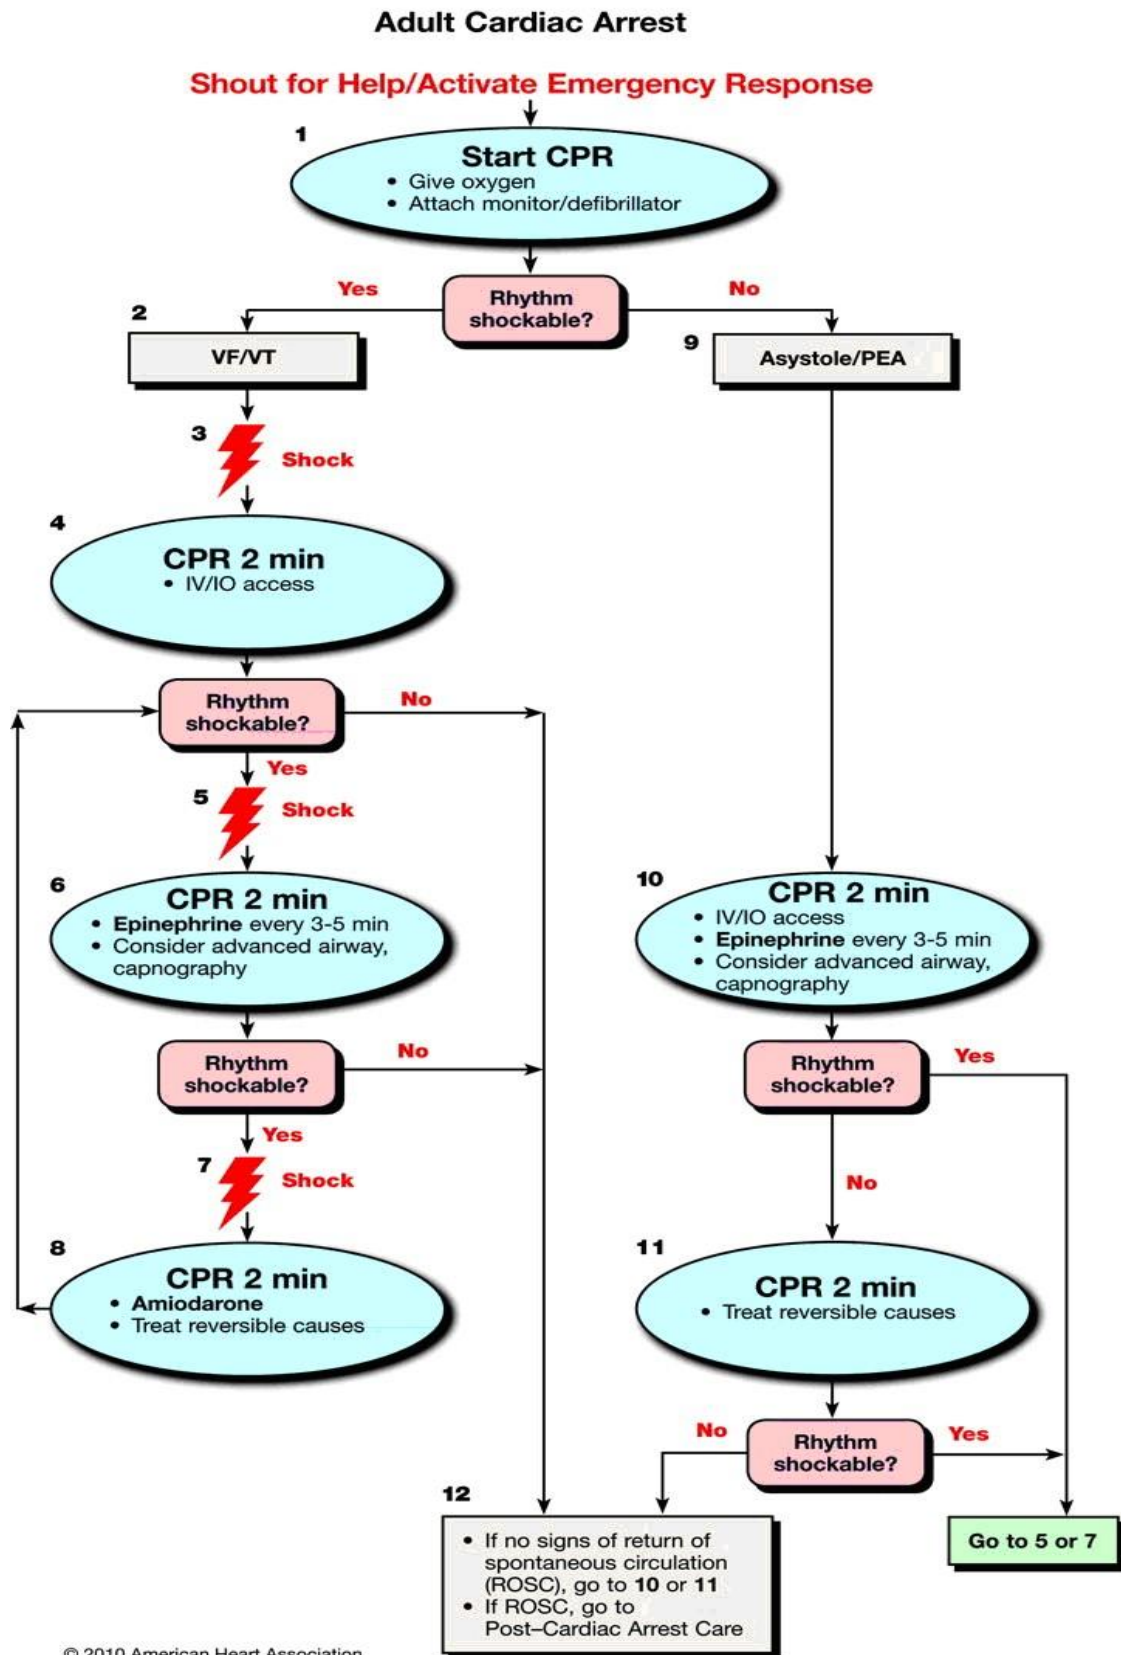 Adult Cardiac Arrest
Shout for Help/Activate Emergency Response
1
Start CPR
• Give oxygen
• Attach monitor/defibrillator
Yes
Rhythm
shockable?
No
2
VF/VT
9
Asystole/PEA
3
Shock
4
CPR 2 min
• IV/IO access
Rhythm
shockable?
No
Yes
5
Shock
6
CPR 2 min
• Epinephrine every 3-5 min
• Consider advanced airway,
capnography
10
CPR 2 min
• IV/IO access
• Epinephrine every 3-5 min
• Consider advanced airway,
capnography
Rhythm
shockable?
No
Rhythm
shockable?
Yes
Yes
7
Shock
No
8
CPR 2 min
• Amiodarone
• Treat reversible causes
11
CPR 2 min
• Treat reversible causes
No
Rhythm
shockable?
Yes
12
• If no signs of return of
spontaneous circulation
(ROSC), go to 10 or 11
• If ROSC, go to
Post–Cardiac Arrest Care
Go to 5 or 7
© 2010 American Heart Association